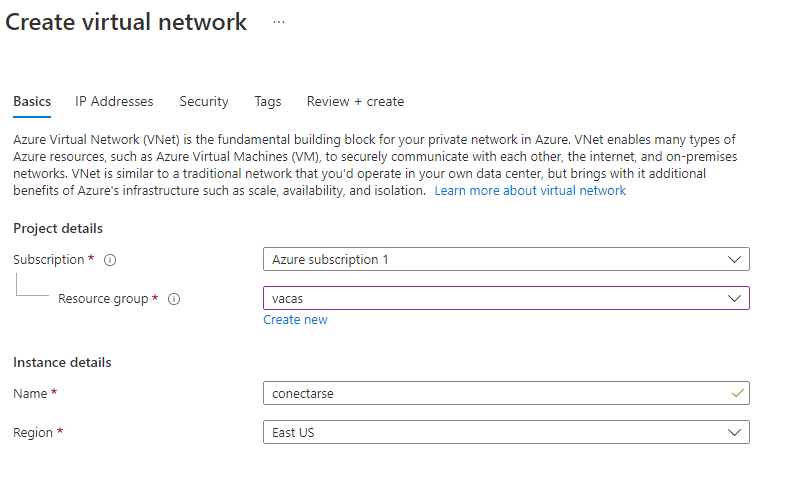 Create virtual network ...
Basics IP Addresses Security Tags Review + create
Azure Virtual Network (VNet) is the fundamental building block for your private network in Azure. VNet enables many types of
Azure resources, such as Azure Virtual Machines (VM), to securely communicate with each other, the internet, and on-premises
networks. VNet is similar to a traditional network that you'd operate in your own data center, but brings with it additional
benefits of Azure's infrastructure such as scale, availability, and isolation. Learn more about virtual network
Project details
Subscription * Azure subscription 1
Resource group * vacas
Create new
Instance details
Name * conectarse
Region * East US